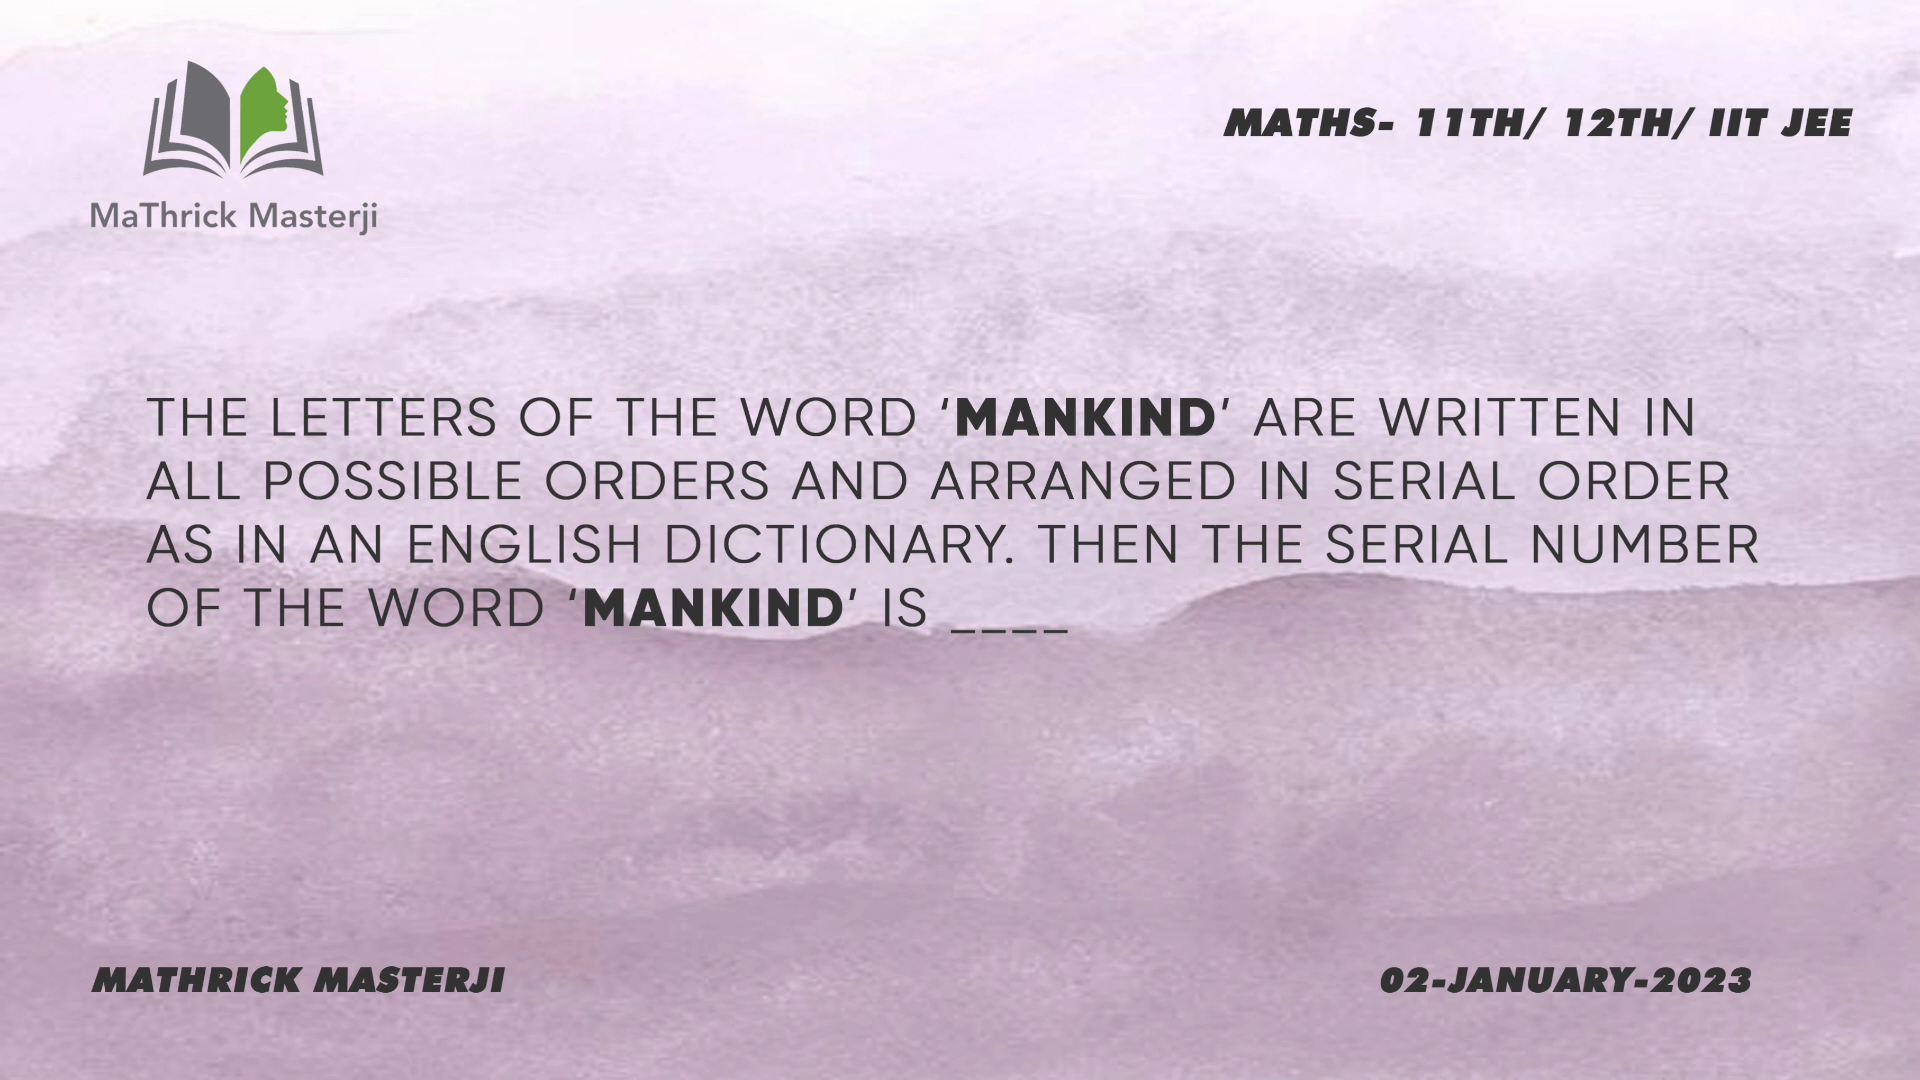 MaThrick Masterji
MATHS- 11TH/ 12TH/ IIT JEE
THE LETTERS OF THE WORD ‘MANKIND’ ARE WRITTEN IN
ALL POSSIBLE ORDERS AND ARRANGED IN SERIAL ORDER
AS IN AN ENGLISH DICTIONARY. THEN THE SERIAL NUMBER
OF THE WORD ‘MANKIND’ IS ____
MATHRICK MASTERJI
02-JANUARY-2023